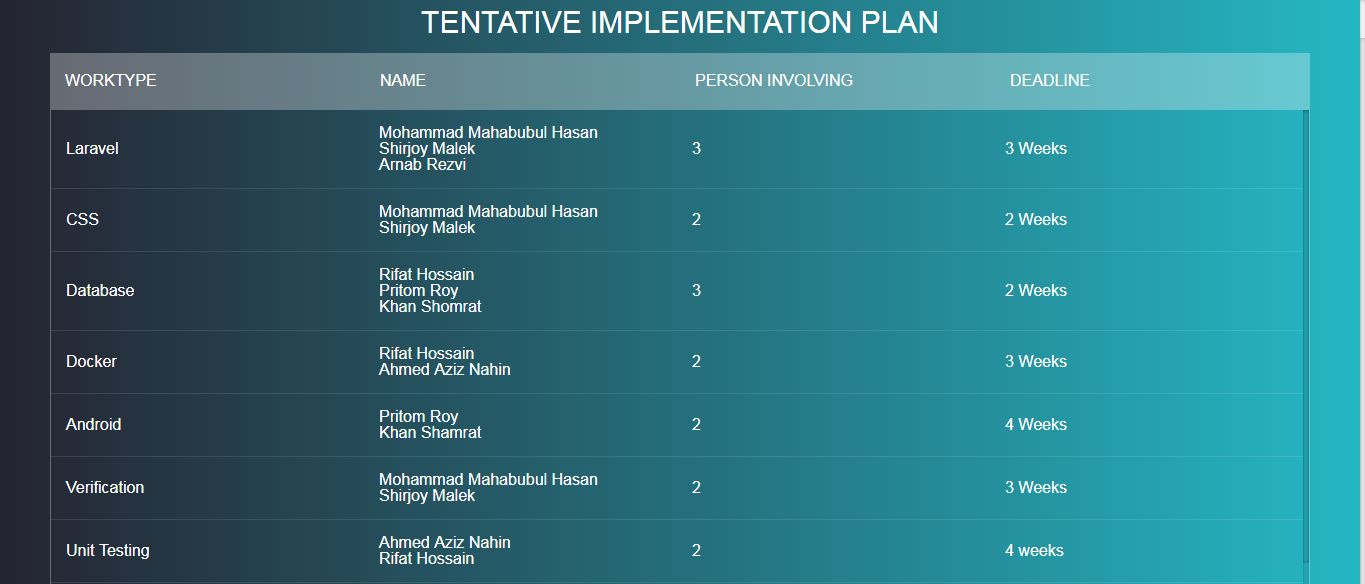 TENTATIVE IMPLEMENTATION PLAN
WORKTYPE NAME PERSON INVOLVING DEADLINE
Laravel
Mohammad Mahabubul Hasan
Shirjoy Malek
Arnab Rezvi
3
3 Weeks
CSS
Mohammad Mahabubul Hasan
Shirjoy Malek
2
2 Weeks
Database
Rifat Hossain
Pritom Roy
Khan Shomrat
3
2 Weeks
Docker
Rifat Hossain
Ahmed Aziz Nahin
2
3 Weeks
Android
Pritom Roy
Khan Shamrat
2
4 Weeks
Verification
Mohammad Mahabubul Hasan
Shirjoy Malek
2
3 Weeks
Unit Testing
Ahmed Aziz Nahin
Rifat Hossain
2
4 weeks